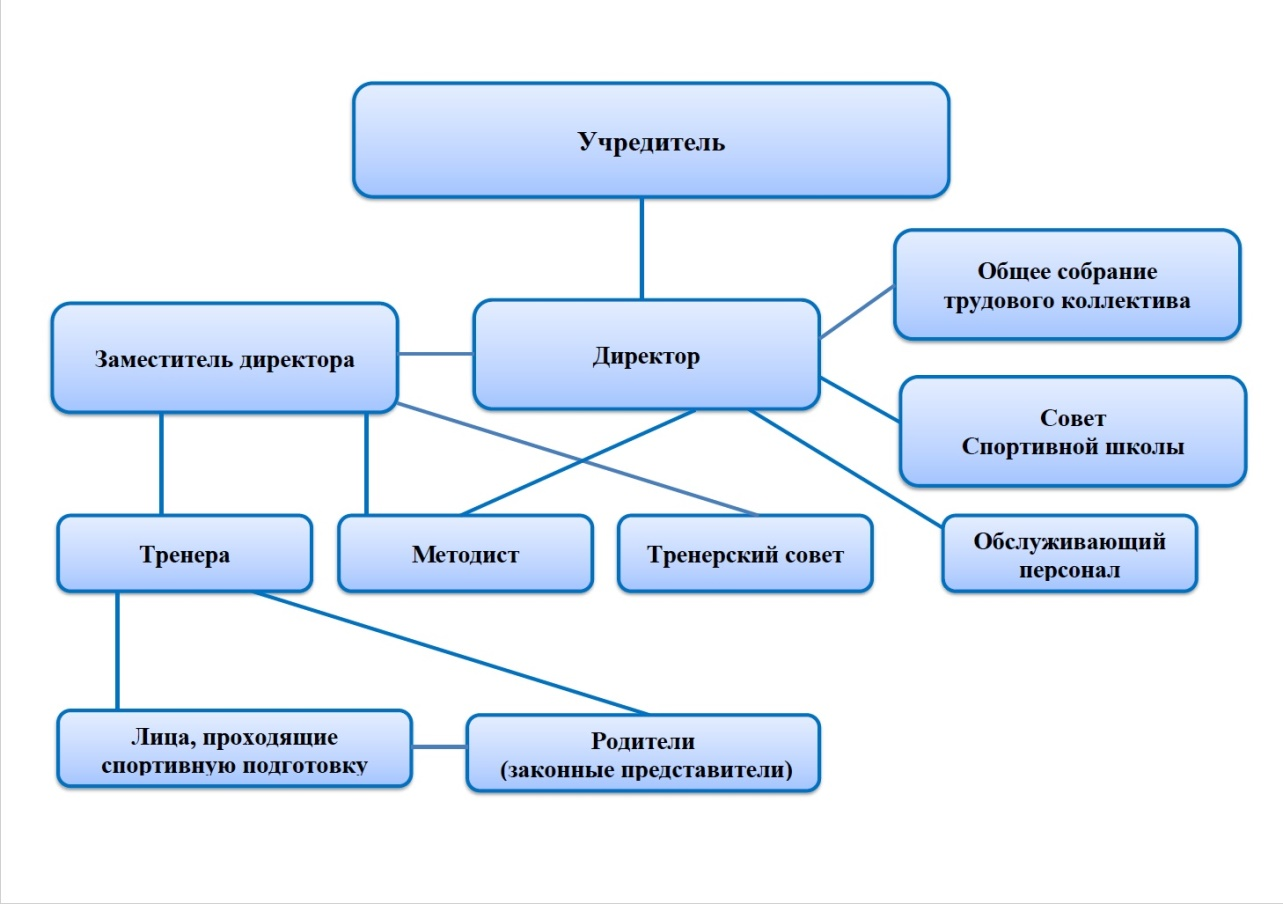 Учредитель
Общее собрание
трудового коллектива
Заместитель директора
Директор
Совет
Спортивной школы
Тренера
Методист
Тренерский совет
Обслуживающий
персонал
Лица, проходящие
спортивную подготовку
Родители
(законные представители)